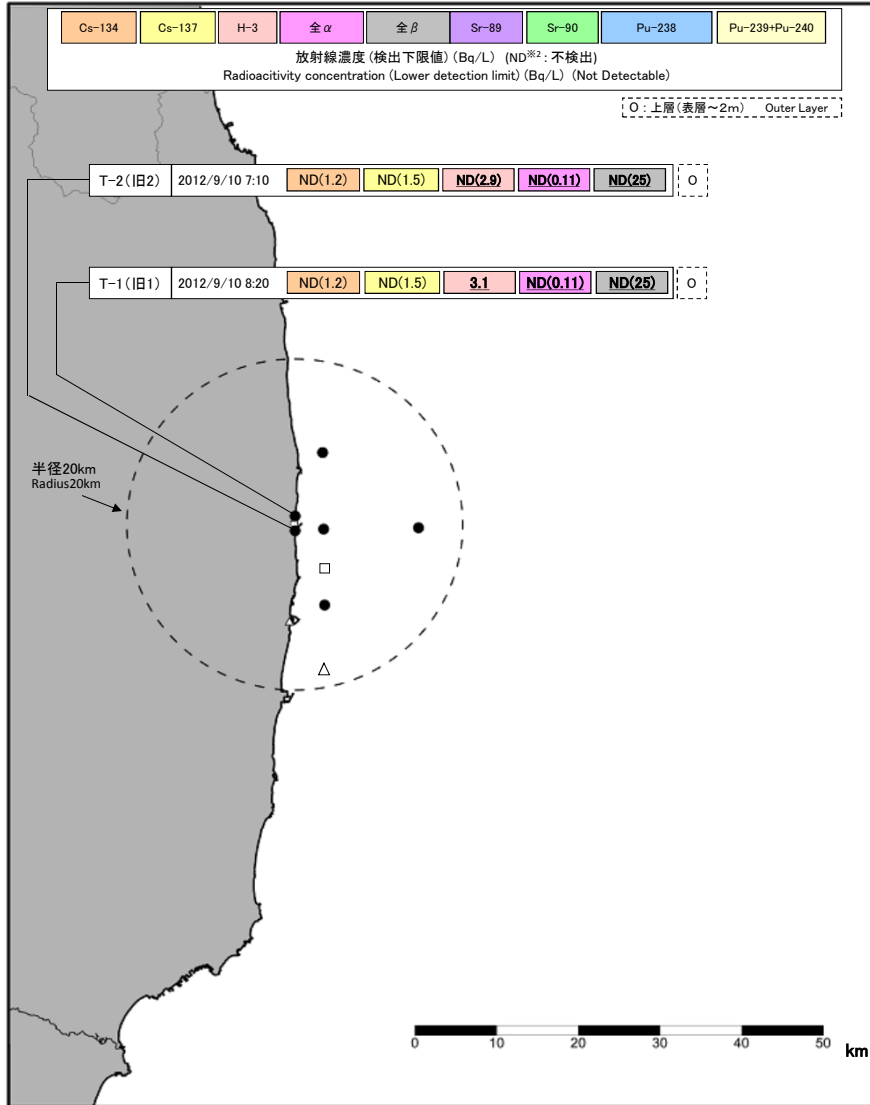 Cs-134 Cs-137 H-3 全α 全β Sr-89 Sr-90 Pu-238 Pu-239+Pu-240
放射線濃度(検出下限値)(Bq/L) (ND※2:不検出)
Radioacitivity concentration (Lower detection limit) (Bq/L) (Not Detectable)
O:上層(表層~2m) Outer Layer
T-2(旧2) 2012/9/10 7:10 ND(1.2) ND(1.5) ND(2.9) ND(0.11) ND(25) O
T-1(旧1) 2012/9/10 8:20 ND(1.2) ND(1.5) 3.1 ND(0.11) ND(25) O
半径20km
Radius20km
0 10 20 30 40 50 km